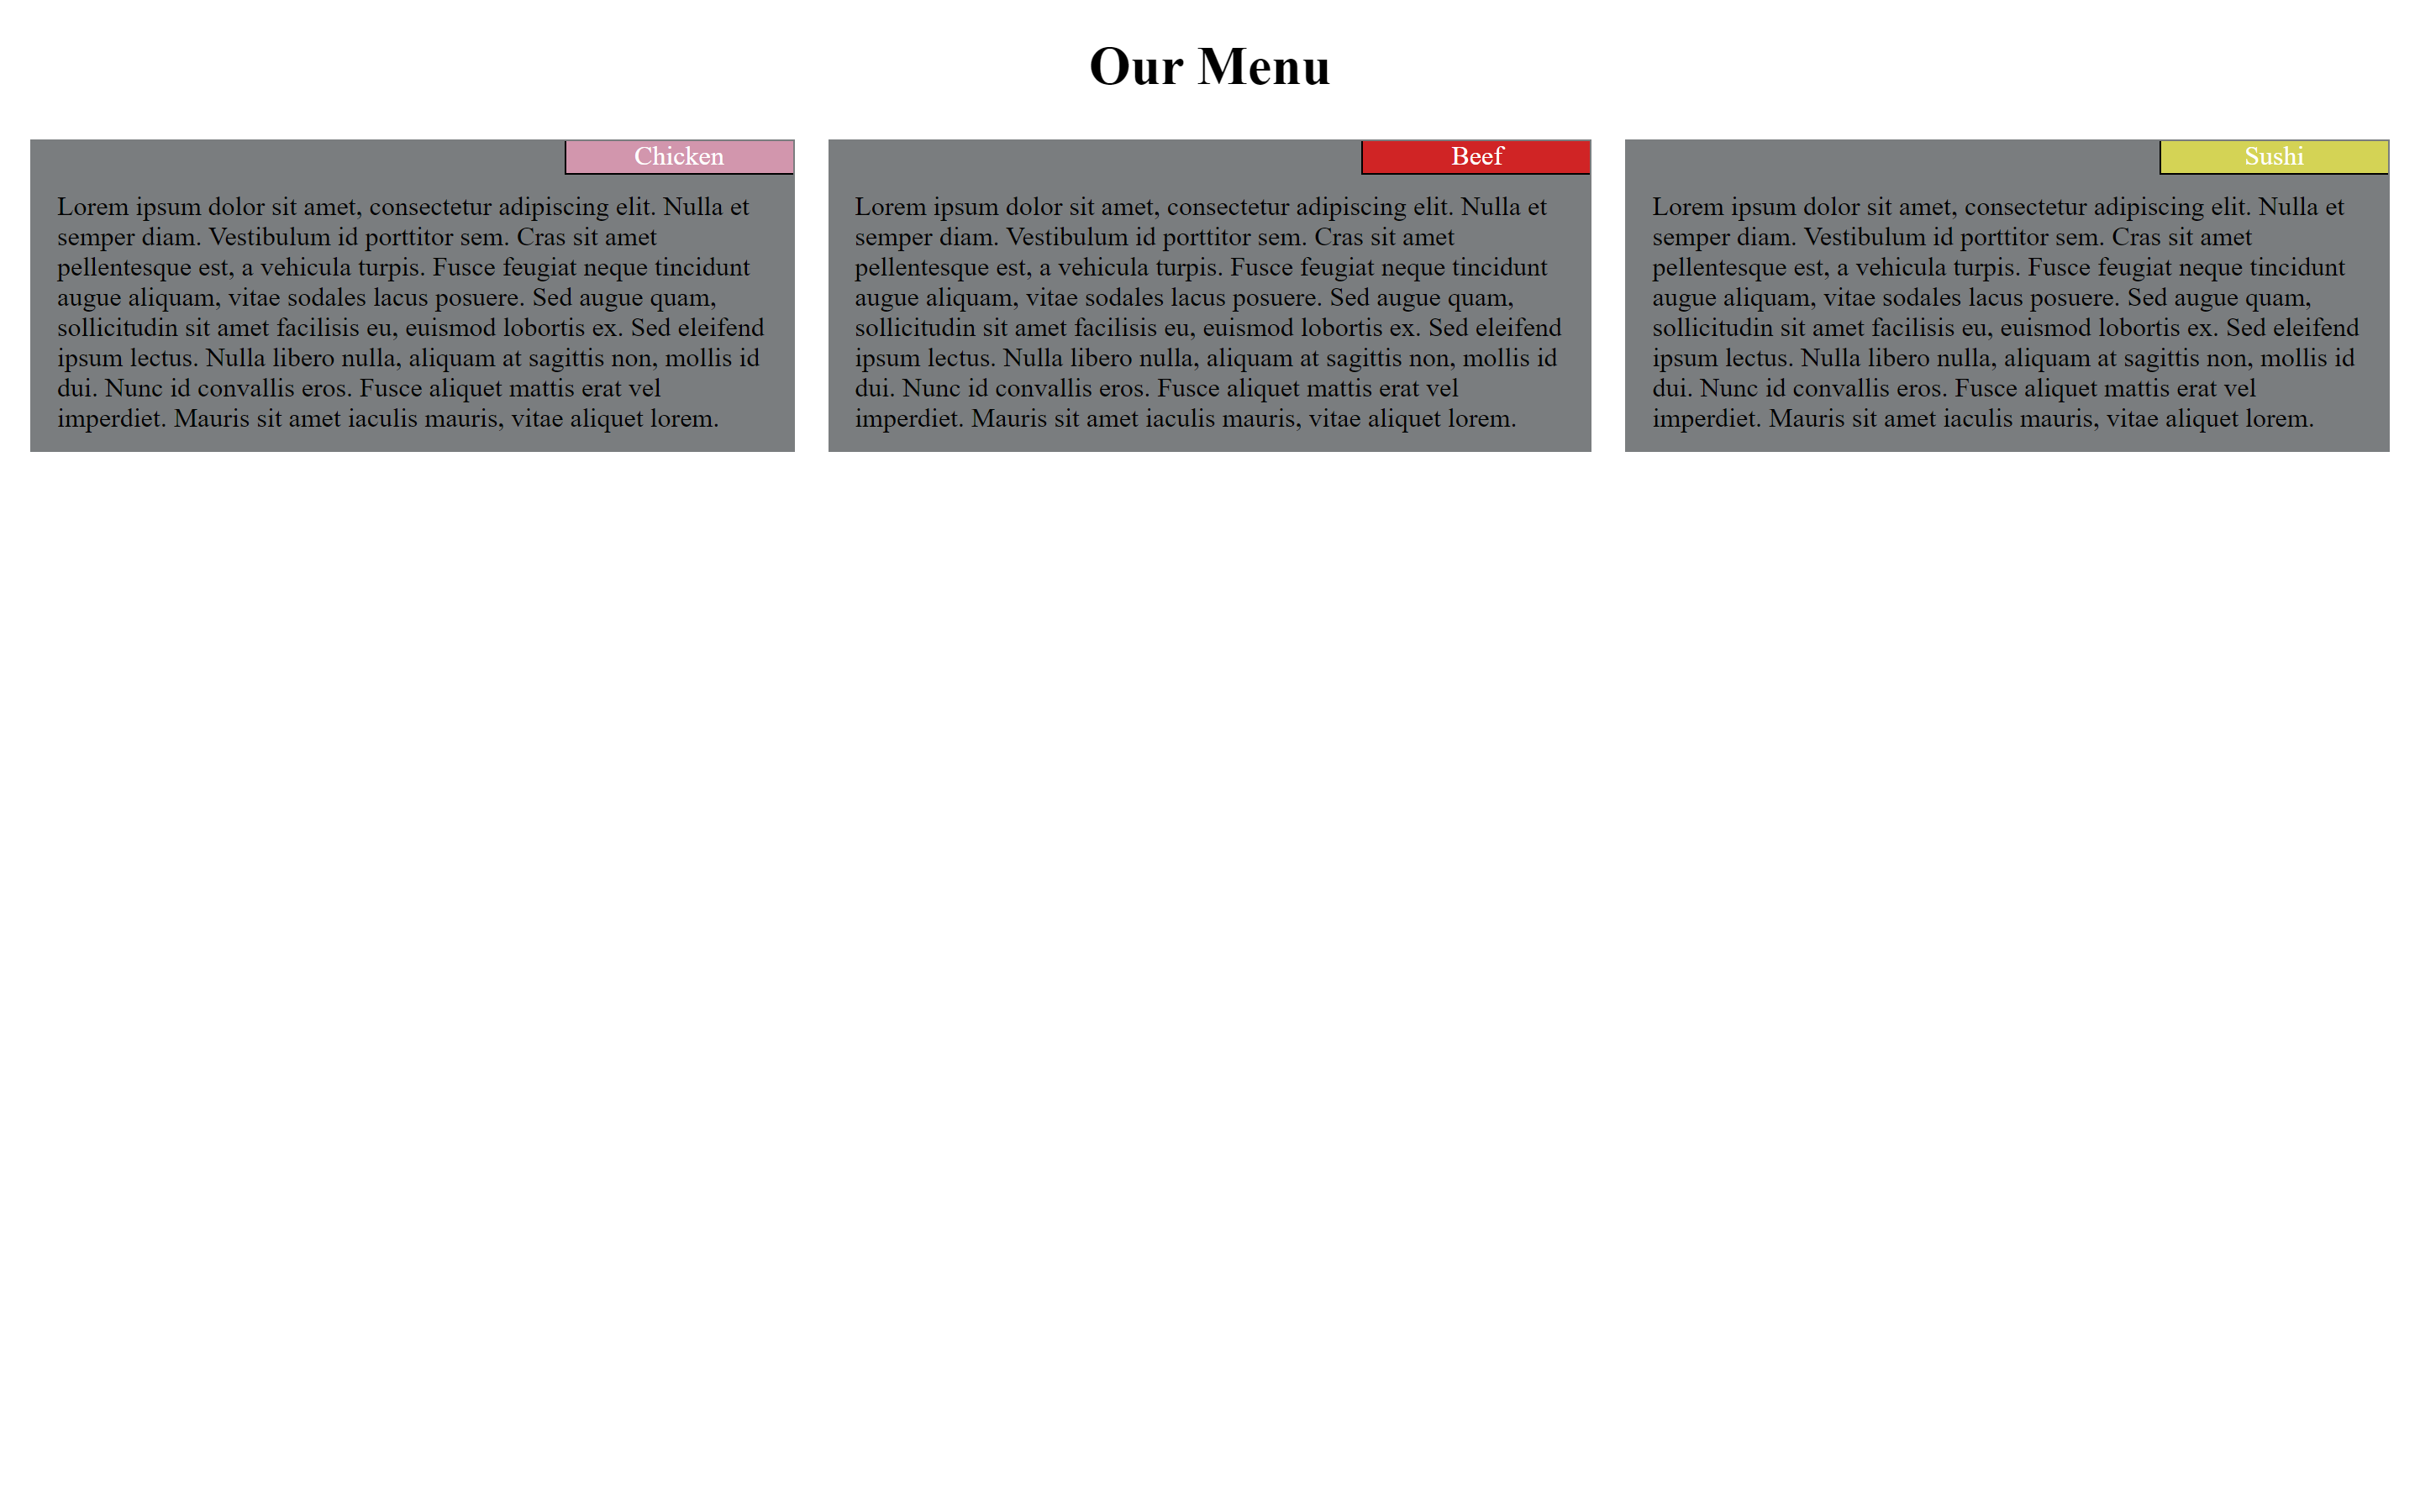 Our Menu
Chicken
Lorem ipsum dolor sit amet, consectetur adipiscing elit. Nulla et
semper diam. Vestibulum id porttitor sem. Cras sit amet
pellentesque est, a vehicula turpis. Fusce feugiat neque tincidunt
augue aliquam, vitae sodales lacus posuere. Sed augue quam,
sollicitudin sit amet facilisis eu, euismod lobortis ex. Sed eleifend
ipsum lectus. Nulla libero nulla, aliquam at sagittis non, mollis id
dui. Nunc id convallis eros. Fusce aliquet mattis erat vel
imperdiet. Mauris sit amet iaculis mauris, vitae aliquet lorem.
Beef
Lorem ipsum dolor sit amet, consectetur adipiscing elit. Nulla et
semper diam. Vestibulum id porttitor sem. Cras sit amet
pellentesque est, a vehicula turpis. Fusce feugiat neque tincidunt
augue aliquam, vitae sodales lacus posuere. Sed augue quam,
sollicitudin sit amet facilisis eu, euismod lobortis ex. Sed eleifend
ipsum lectus. Nulla libero nulla, aliquam at sagittis non, mollis id
dui. Nunc id convallis eros. Fusce aliquet mattis erat vel
imperdiet. Mauris sit amet iaculis mauris, vitae aliquet lorem.
Sushi
Lorem ipsum dolor sit amet, consectetur adipiscing elit. Nulla et
semper diam. Vestibulum id porttitor sem. Cras sit amet
pellentesque est, a vehicula turpis. Fusce feugiat neque tincidunt
augue aliquam, vitae sodales lacus posuere. Sed augue quam,
sollicitudin sit amet facilisis eu, euismod lobortis ex. Sed eleifend
ipsum lectus. Nulla libero nulla, aliquam at sagittis non, mollis id
dui. Nunc id convallis eros. Fusce aliquet mattis erat vel
imperdiet. Mauris sit amet iaculis mauris, vitae aliquet lorem.